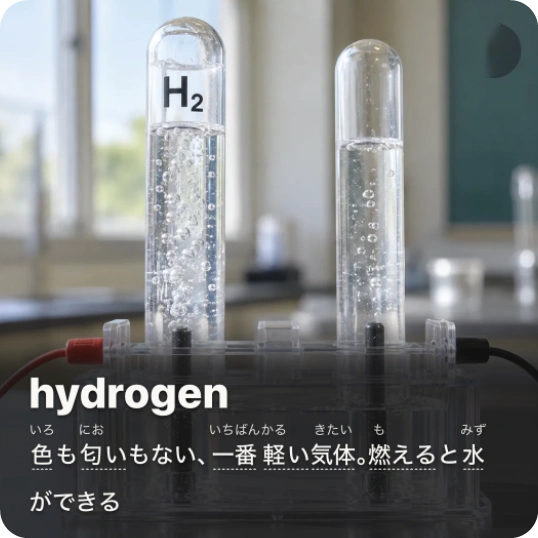 H₂
hydrogen
いろ にお いちばんかる きたい も みず
色も匂いもない、一番軽い気体。燃えると水
ができる